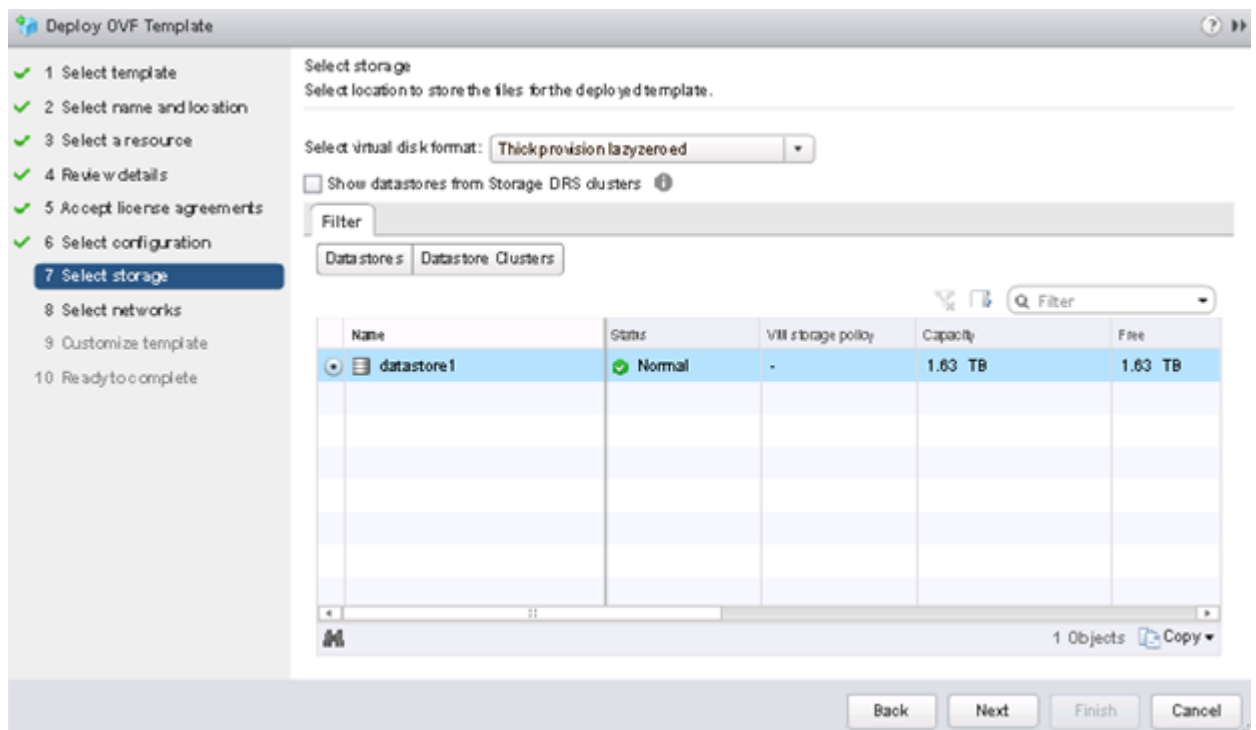 Deploy OVF Template
1 Select template
2 Select name and location
3 Select a resource
4 Review details
5 Accept license agreements
6 Select configuration
7 Select storage
8 Select networks
9 Customize template
10 Ready to complete
Select storage
Select location to store the files for the deployed template.
Select virtual disk format: Thick provision lazy zeroed
Show datastores from Storage DRS clusters
Filter
Datastores Datastore Clusters
Filter
Name Status VM storage policy Capacity Free
datastore1 Normal - 1.63 TB 1.63 TB
1 Objects Copy
Back Next Finish Cancel